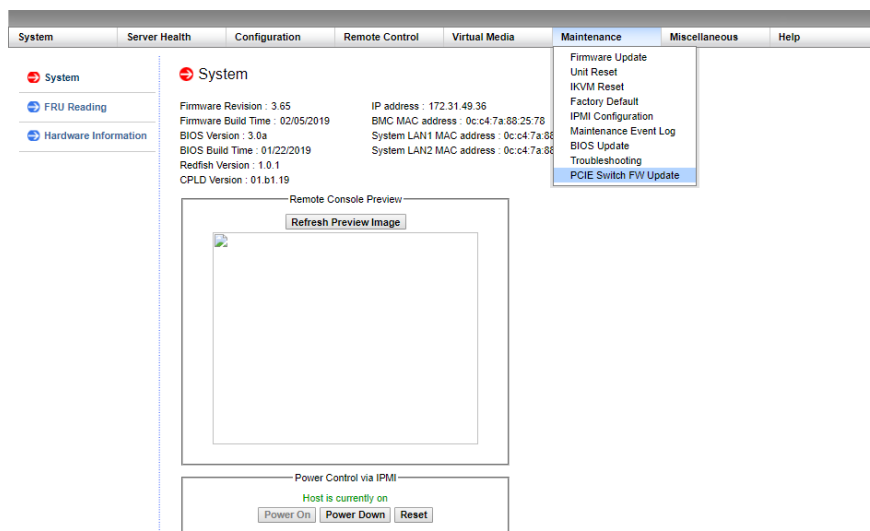 System Server Health Configuration Remote Control Virtual Media Maintenance Miscellaneous Help
Firmware Update
Unit Reset
IKVM Reset
Factory Default
IPMI Configuration
Maintenance Event Log
BIOS Update
Troubleshooting
PCIE Switch FW Update
System
FRU Reading
Hardware Information
System
Firmware Revision : 3.65 IP address : 172.31.49.36
Firmware Build Time : 02/05/2019 BMC MAC address : 0c:c4:7a:88:25:78
BIOS Version : 3.0a System LAN1 MAC address : 0c:c4:7a:88
BIOS Build Time : 01/22/2019 System LAN2 MAC address : 0c:c4:7a:88
Redfish Version : 1.0.1
CPLD Version : 01.b1.19
Remote Console Preview
Refresh Preview Image
Power Control via IPMI
Host is currently on
Power On Power Down Reset